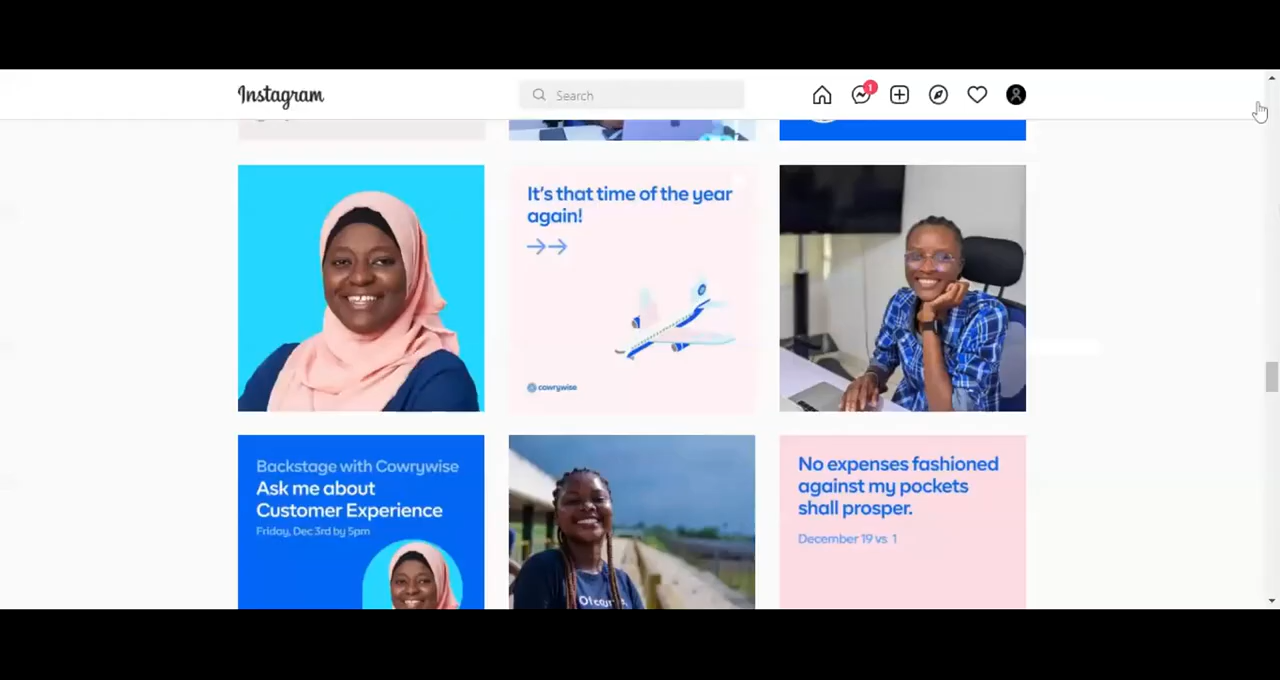 Instagram
Search
1
It's that time of the year
again!
cowrywise
Backstage with Cowrywise
Ask me about
Customer Experience
Friday, Dec 3rd by 5pm
No expenses fashioned
against my pockets
shall prosper.
December 19 vs 1